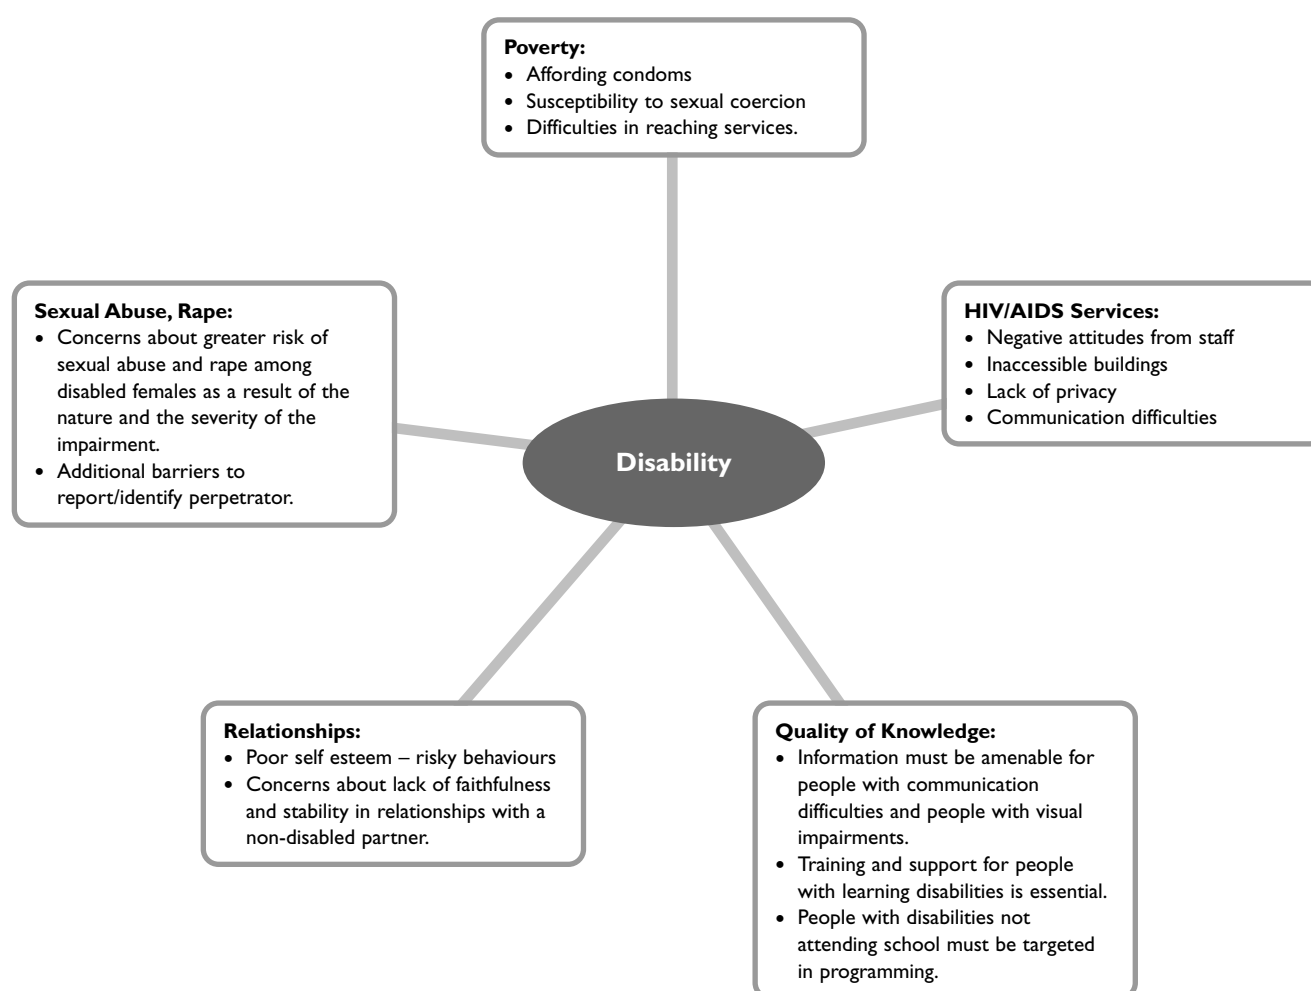 Poverty:
• Affording condoms
• Susceptibility to sexual coercion
• Difficulties in reaching services.
Sexual Abuse, Rape:
• Concerns about greater risk of
sexual abuse and rape among
disabled females as a result of the
nature and the severity of the
impairment.
• Additional barriers to
report/identify perpetrator.
HIV/AIDS Services:
• Negative attitudes from staff
• Inaccessible buildings
• Lack of privacy
• Communication difficulties
Disability
Relationships:
• Poor self esteem – risky behaviours
• Concerns about lack of faithfulness
and stability in relationships with a
non-disabled partner.
Quality of Knowledge:
• Information must be amenable for
people with communication
difficulties and people with visual
impairments.
• Training and support for people
with learning disabilities is essential.
• People with disabilities not
attending school must be targeted
in programming.